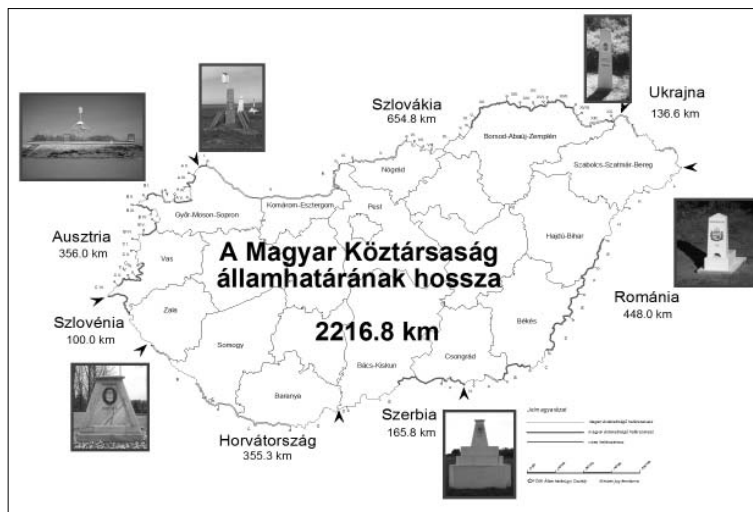 Szlovákia
654.8 km
Ukrajna
136.6 km
Borsod-Abaúj-Zemplén
Szabolcs-Szatmár-Bereg
Nógrád
Győr-Moson-Sopron
Komárom-Esztergom
Pest
Ausztria
356.0 km
Vas
Hajdú-Bihar
A Magyar Köztársaság
államhatárának hossza
2216.8 km
Románia
448.0 km
Szlovénia
100.0 km
Zala
Somogy
Békés
Bács-Kiskun
Csongrád
Baranya
Horvátország
355.3 km
Szerbia
165.8 km